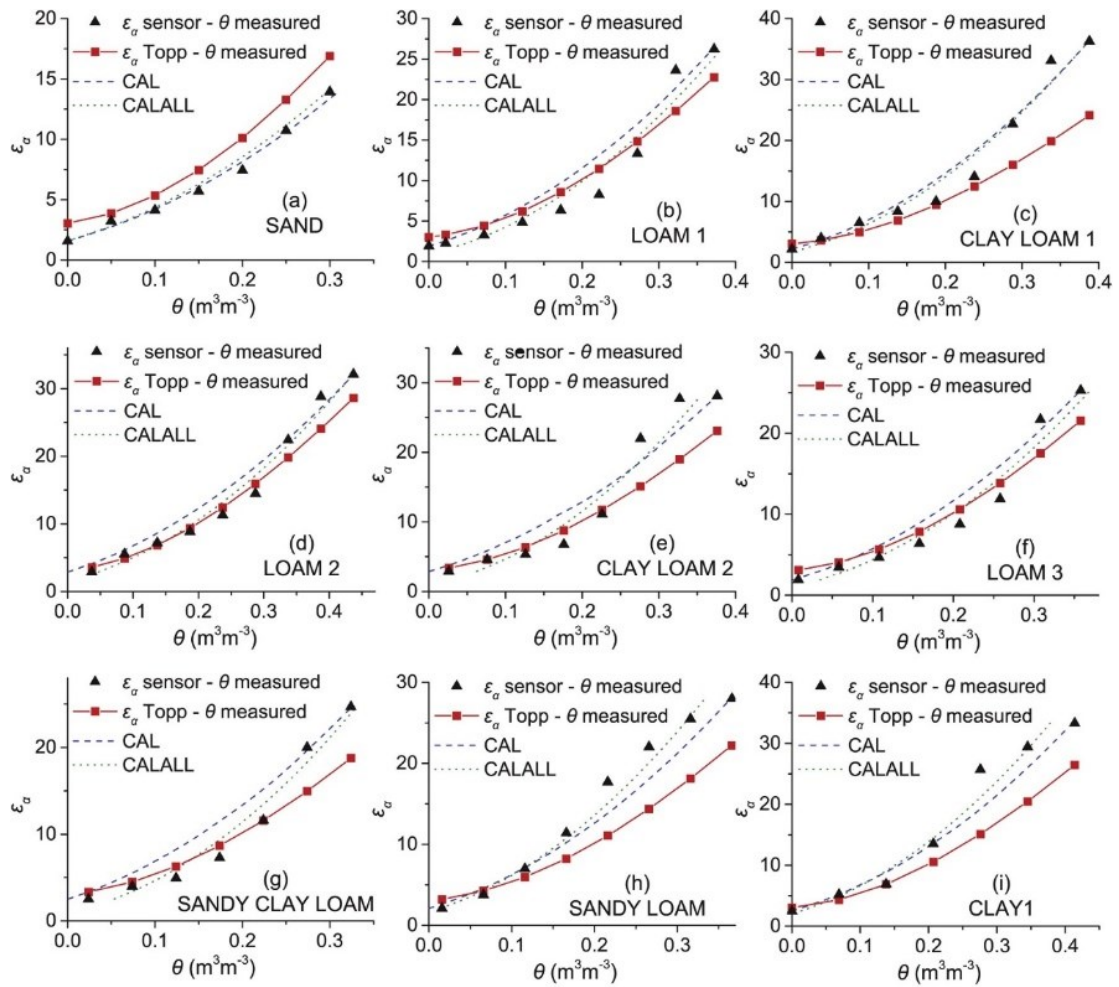 20
15
10
5
0
0.0 0.1 0.2 0.3
εα
θ (m³m⁻³)
εα sensor - θ measured
εα Topp - θ measured
CAL
CALALL
(a)
SAND
30
25
20
15
10
5
0
0.0 0.1 0.2 0.3 0.4
εα
θ (m³m⁻³)
εα sensor - θ measured
εα Topp - θ measured
CAL
CALALL
(b)
LOAM 1
40
30
20
10
0
0.0 0.1 0.2 0.3 0.4
εα
θ (m³m⁻³)
εα sensor - θ measured
εα Topp - θ measured
CAL
CALALL
(c)
CLAY LOAM 1
30
20
10
0
0.0 0.1 0.2 0.3 0.4
εα
θ (m³m⁻³)
εα sensor - θ measured
εα Topp - θ measured
CAL
CALALL
(d)
LOAM 2
30
20
10
0
0.0 0.1 0.2 0.3 0.4
εα
θ (m³m⁻³)
εα sensor - θ measured
εα Topp - θ measured
CAL
CALALL
(e)
CLAY LOAM 2
30
20
10
0
0.0 0.1 0.2 0.3
εα
θ (m³m⁻³)
εα sensor - θ measured
εα Topp - θ measured
CAL
CALALL
(f)
LOAM 3
20
10
0
0.0 0.1 0.2 0.3
εα
θ (m³m⁻³)
εα sensor - θ measured
εα Topp - θ measured
CAL
CALALL
(g)
SANDY CLAY LOAM
30
20
10
0
0.0 0.1 0.2 0.3
εα
θ (m³m⁻³)
εα sensor - θ measured
εα Topp - θ measured
CAL
CALALL
(h)
SANDY LOAM
40
30
20
10
0
0.0 0.1 0.2 0.3 0.4
εα
θ (m³m⁻³)
εα sensor - θ measured
εα Topp - θ measured
CAL
CALALL
(i)
CLAY1